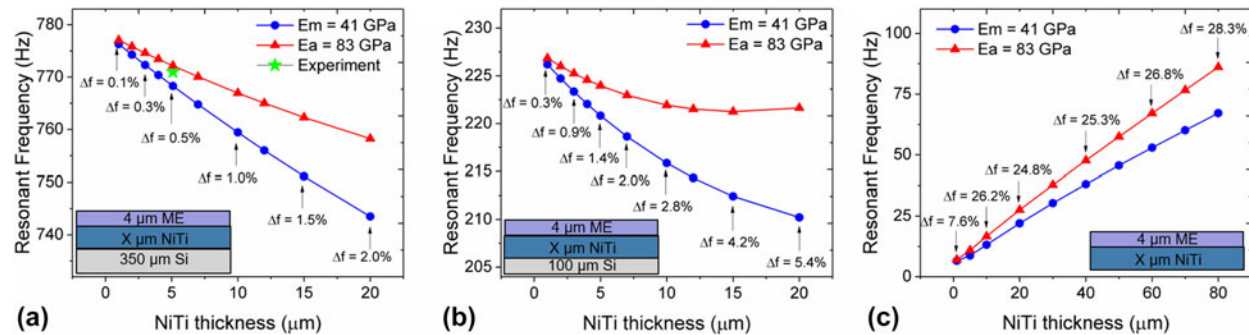 Resonant Frequency (Hz)
780
770
760
750
740
Em = 41 GPa
Ea = 83 GPa
Experiment
Δf = 0.1%
Δf = 0.3%
Δf = 0.5%
Δf = 1.0%
Δf = 1.5%
Δf = 2.0%
4 μm ME
X μm NiTi
350 μm Si
0 5 10 15 20
(a)
NiTi thickness (μm)
Resonant Frequency (Hz)
230
225
220
215
210
205
Em = 41 GPa
Ea = 83 GPa
Δf = 0.3%
Δf = 0.9%
Δf = 1.4%
Δf = 2.0%
Δf = 2.8%
Δf = 4.2%
Δf = 5.4%
4 μm ME
X μm NiTi
100 μm Si
0 5 10 15 20
(b)
NiTi thickness (μm)
Resonant Frequency (Hz)
100
75
50
25
0
Em = 41 GPa
Ea = 83 GPa
Δf = 28.3%
Δf = 26.8%
Δf = 25.3%
Δf = 24.8%
Δf = 26.2%
Δf = 7.6%
4 μm ME
X μm NiTi
0 10 20 30 40 50 60 70 80
(c)
NiTi thickness (μm)